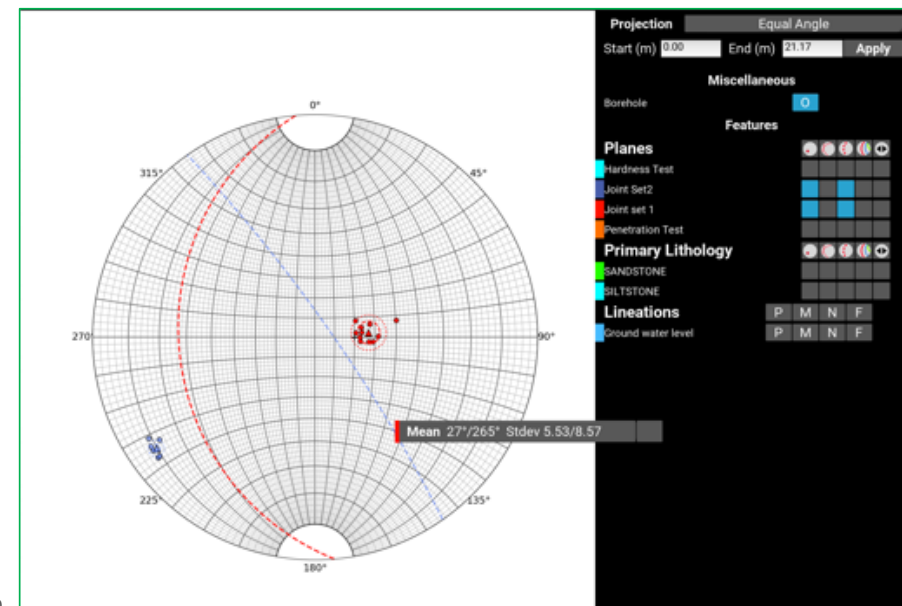 Projection Equal Angle
Start (m) 0.00 End (m) 21.17 Apply
Miscellaneous
Borehole O
Features
Planes
Hardness Test
Joint Set2
Joint set 1
Penetration Test
Primary Lithology
SANDSTONE
SILTSTONE
Lineations P M N F
Ground water level P M N F
0°
315° 45°
270 90°
Mean 27°/265° Stdev 5.53/8.57
225° 135°
180°